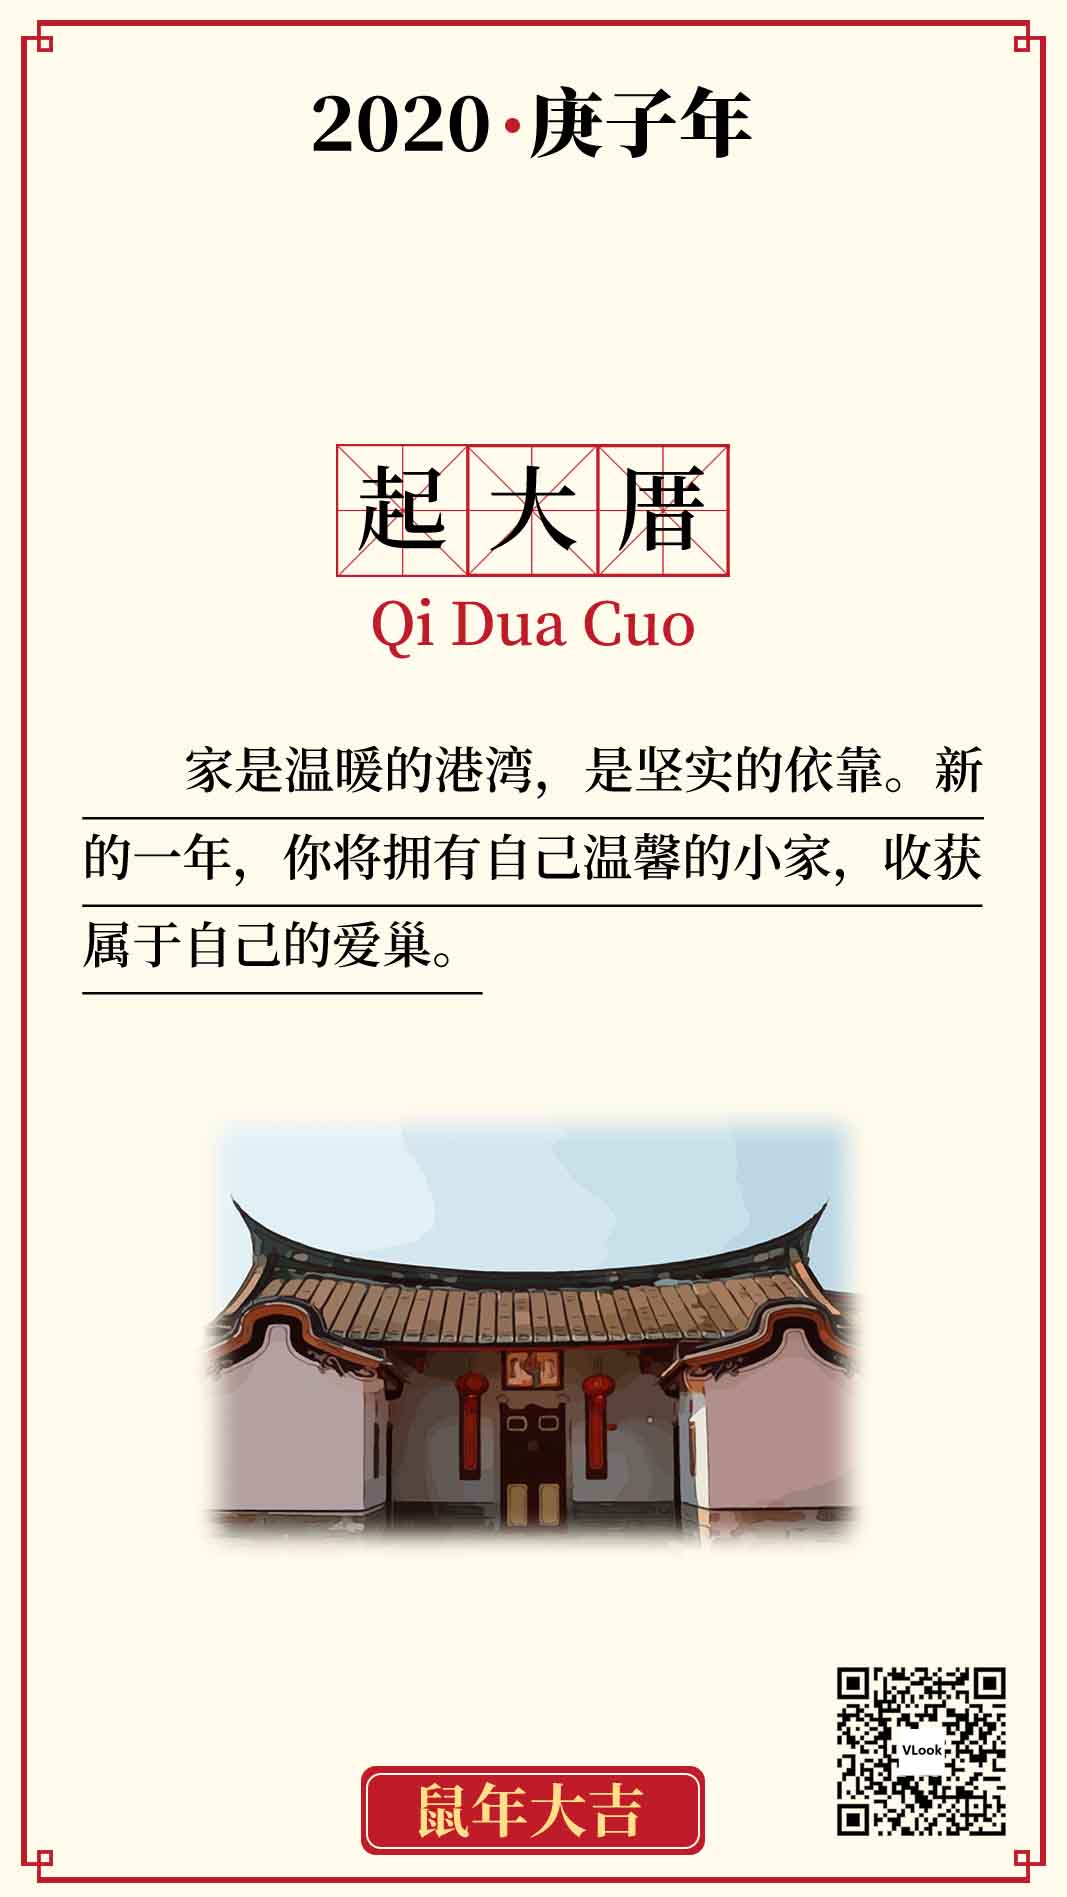 2020·庚子年
起大厝
Qi Dua Cuo
家是温暖的港湾，是坚实的依靠。新
的一年，你将拥有自己温馨的小家，收获
属于自己的爱巢。
VLook
鼠年大吉